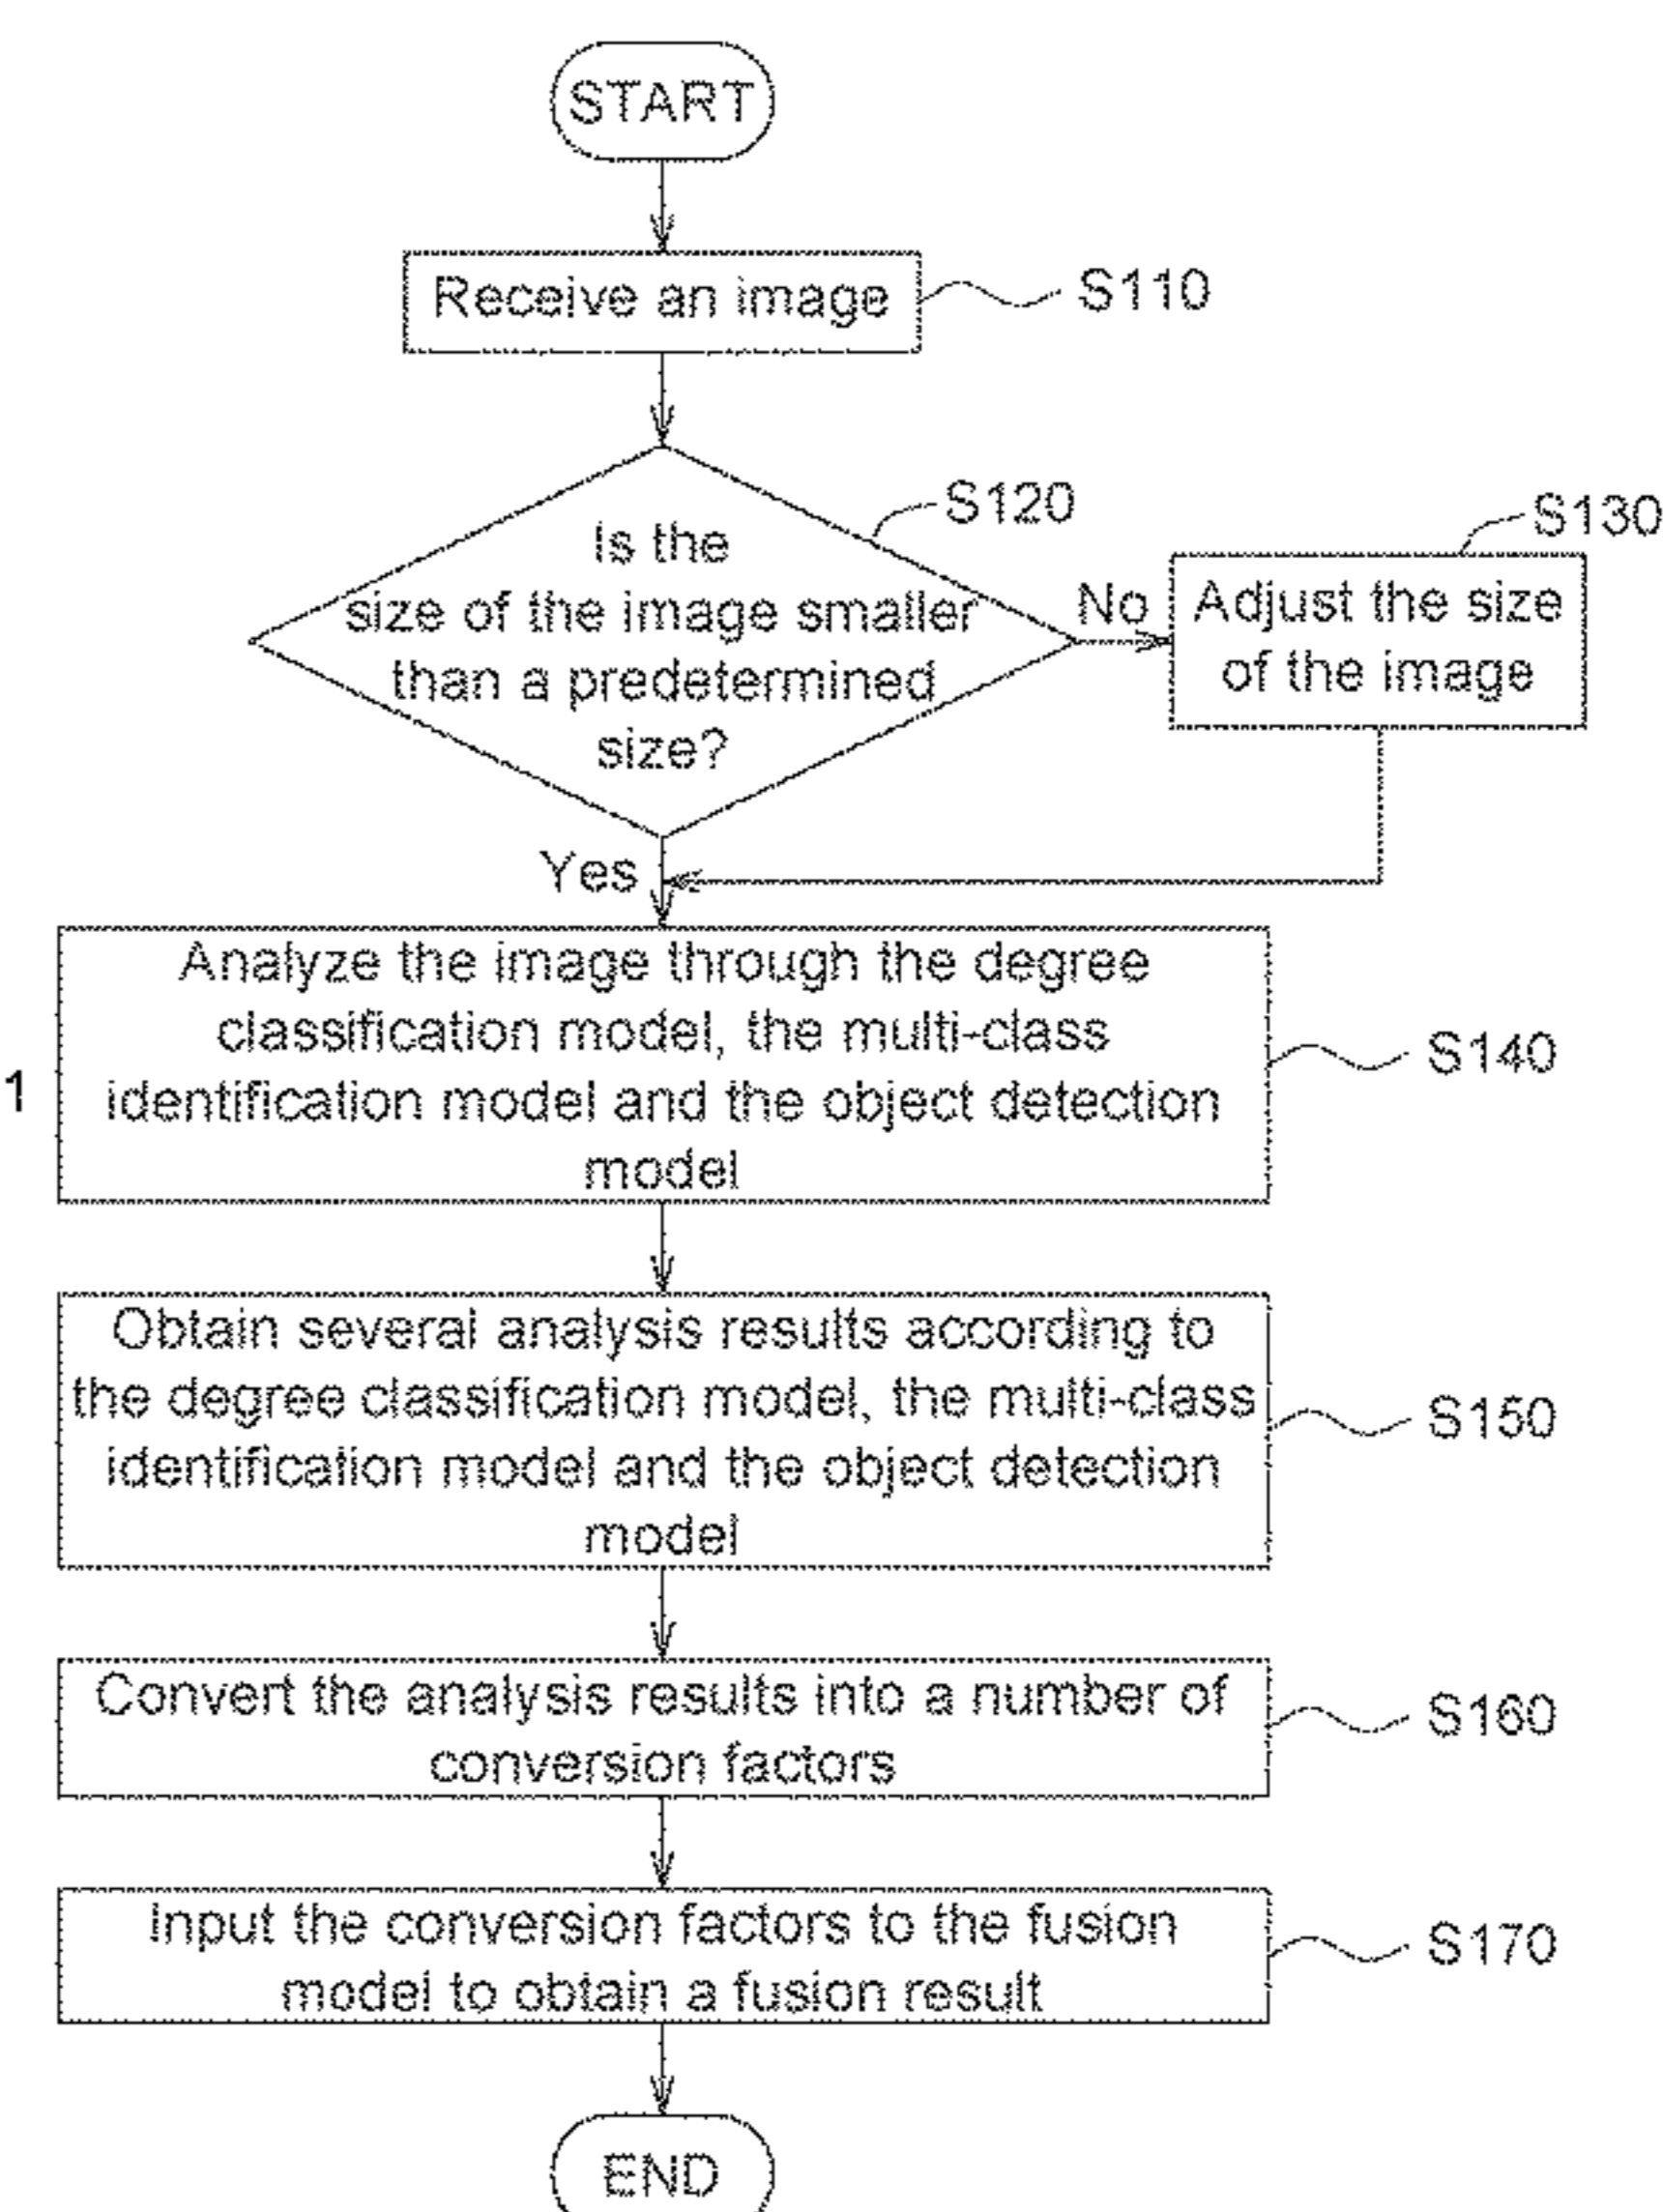 START
Receive an image
S110
Is the
size of the image smaller
than a predetermined
size?
S120
No
Adjust the size
of the image
S130
Yes
Analyze the image through the degree
classification model, the multi-class
identification model and the object detection
model
S140
1
Obtain several analysis results according to
the degree classification model, the multi-class
identification model and the object detection
model
S150
Convert the analysis results into a number of
conversion factors
S160
Input the conversion factors to the fusion
model to obtain a fusion result
S170
END